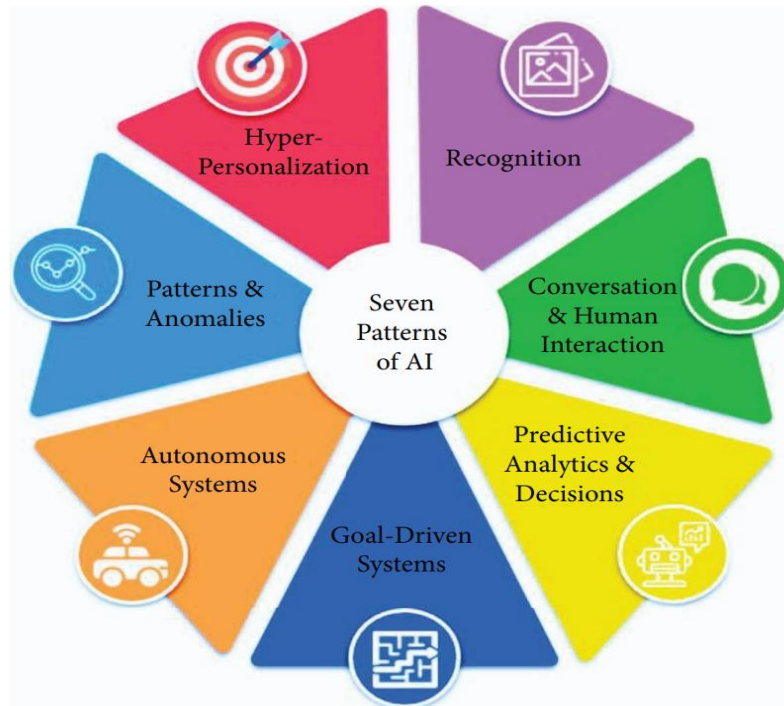 Hyper-
Personalization
Recognition
Conversation
& Human
Interaction
Predictive
Analytics &
Decisions
Goal-Driven
Systems
Autonomous
Systems
Patterns &
Anomalies
Seven
Patterns
of AI